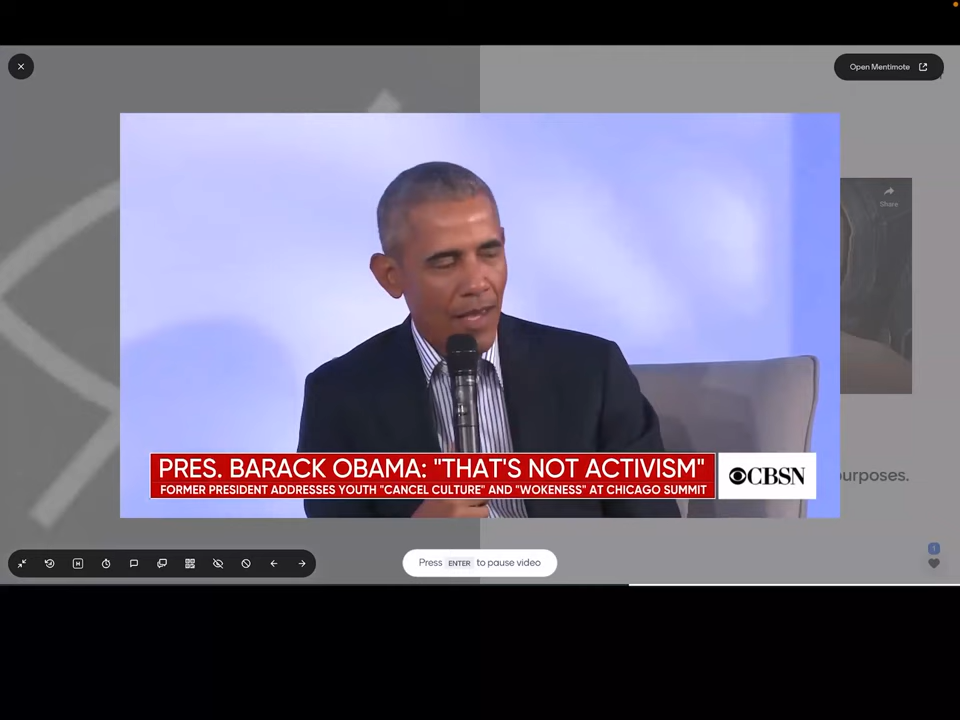 Open Mentimote
Share
PRES. BARACK OBAMA: "THAT'S NOT ACTIVISM"
FORMER PRESIDENT ADDRESSES YOUTH "CANCEL CULTURE" AND "WOKENESS" AT CHICAGO SUMMIT
CBSN
purposes.
H
1
Press ENTER to pause video